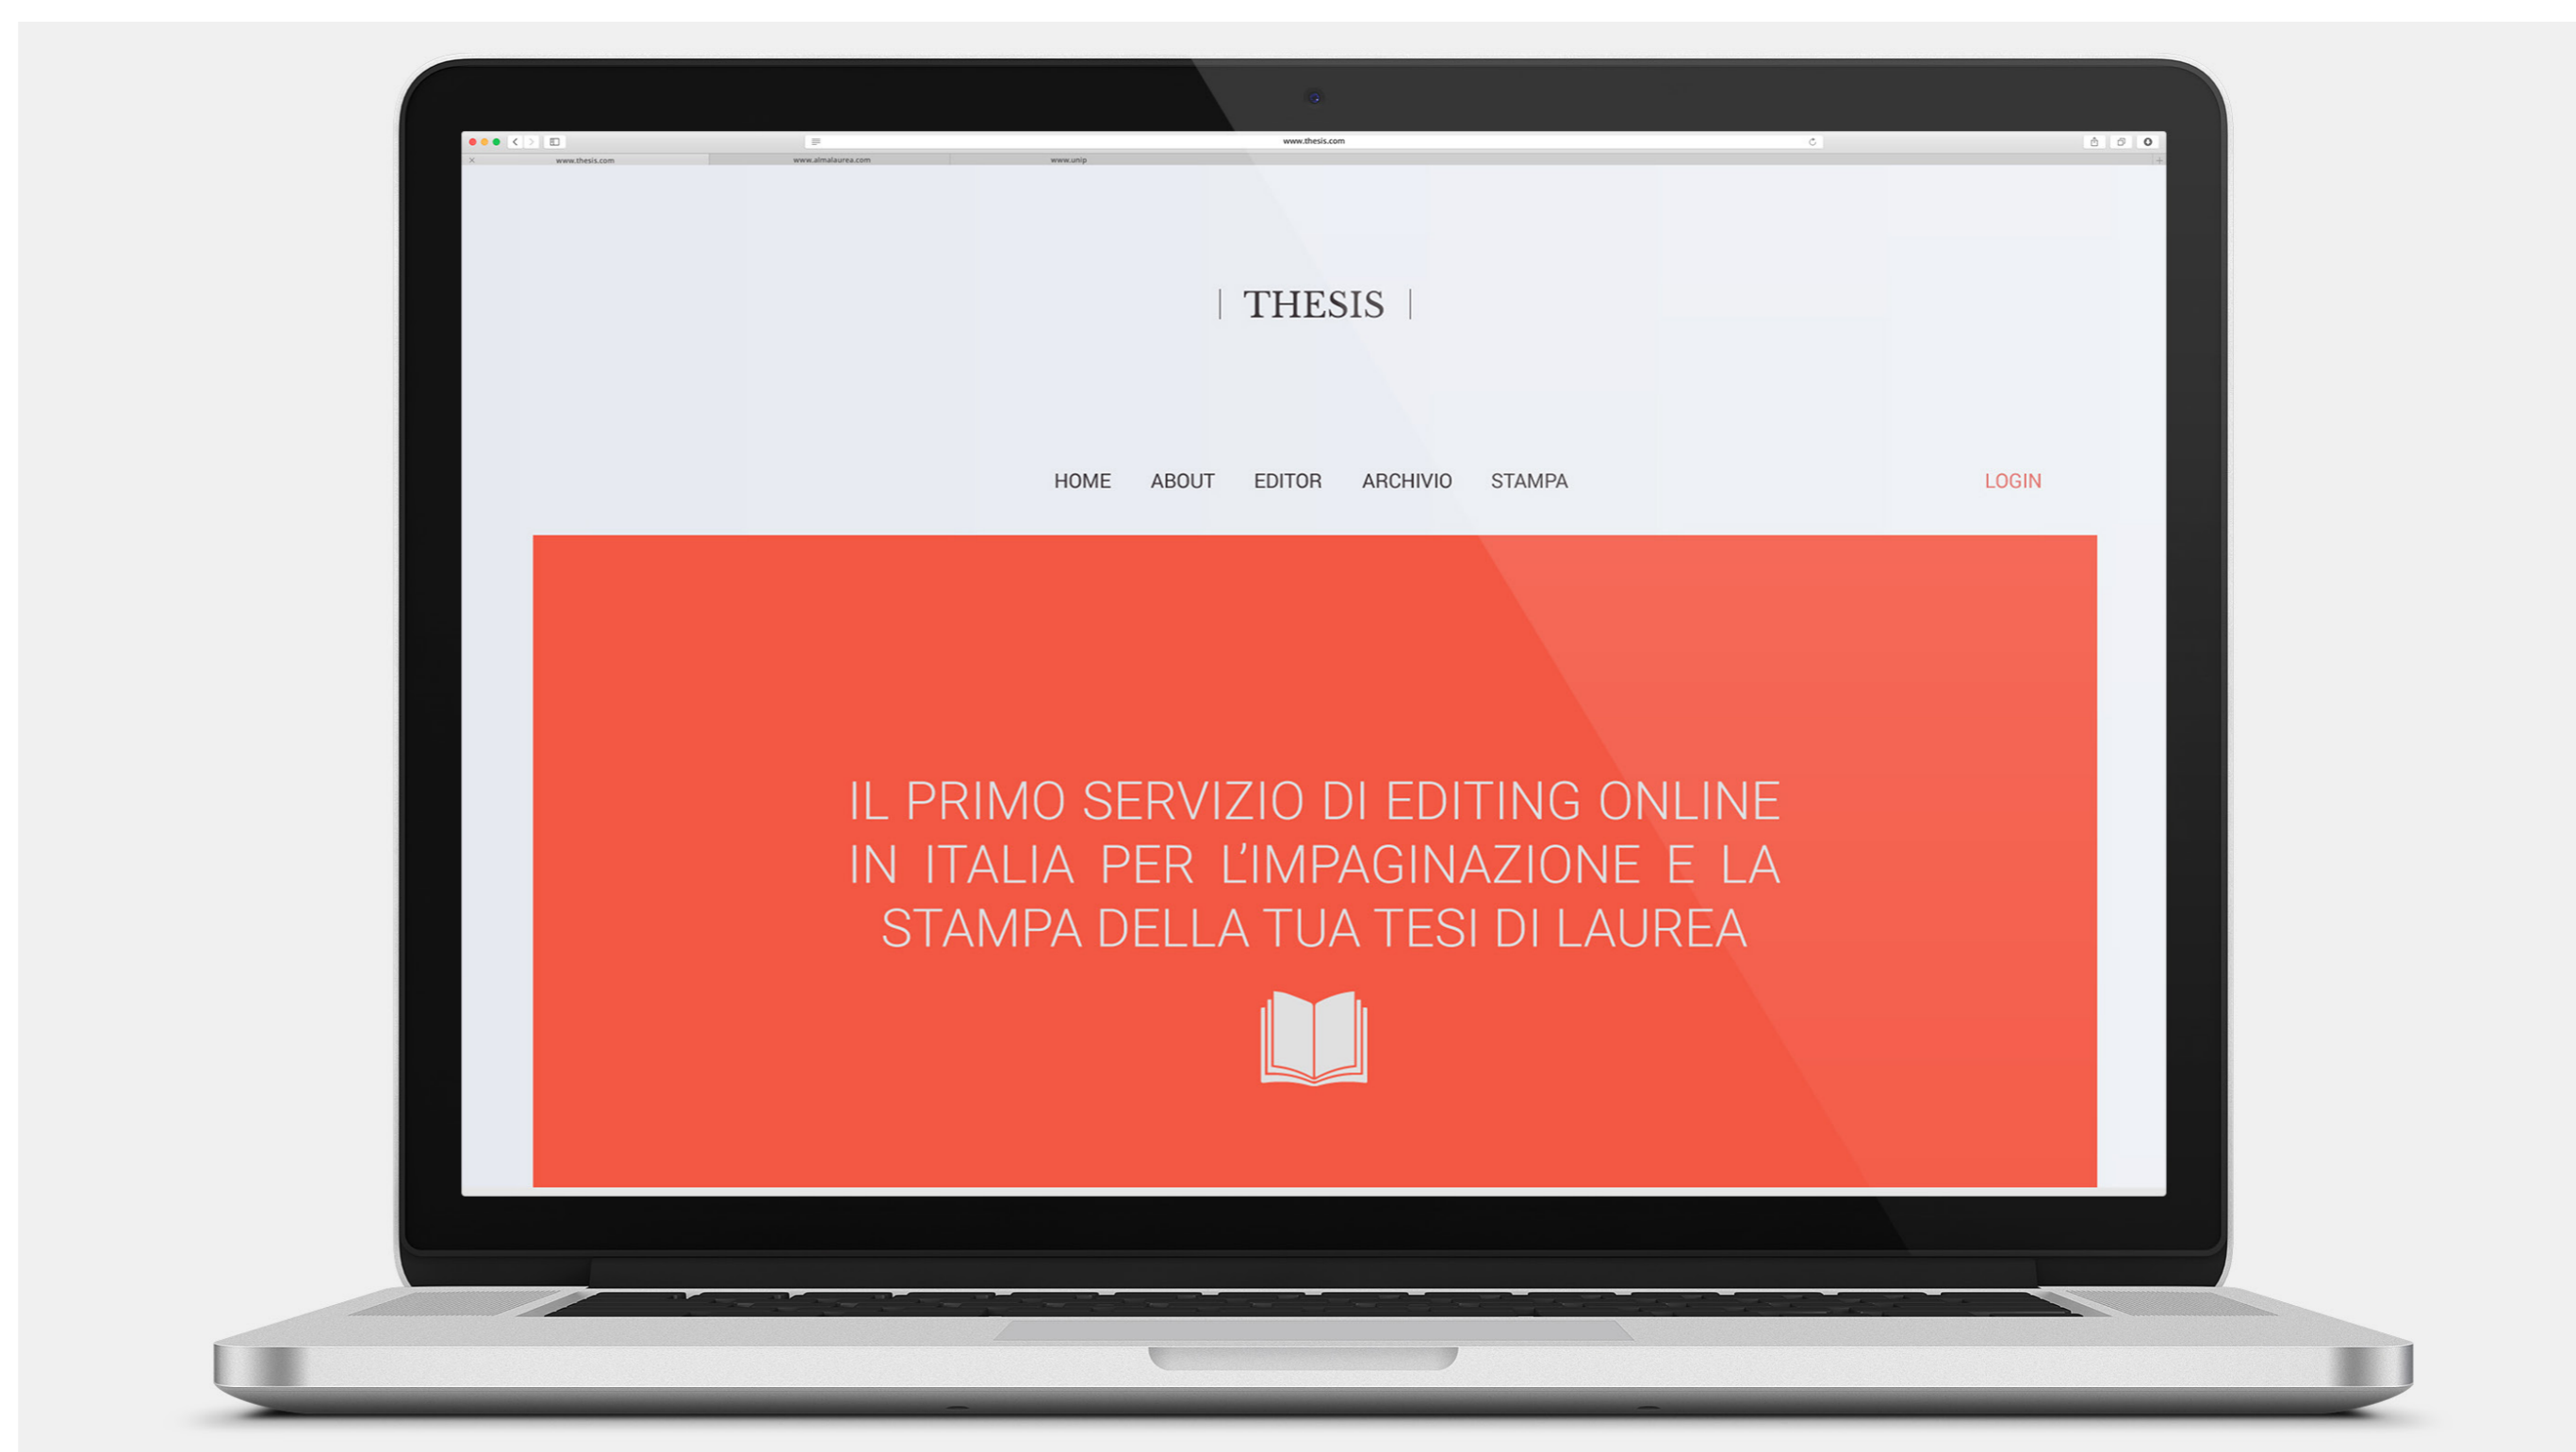 www.thesis.com
www.thesis.com www.almalaurea.com www.unip
| THESIS |
HOME ABOUT EDITOR ARCHIVIO STAMPA LOGIN
IL PRIMO SERVIZIO DI EDITING ONLINE
IN ITALIA PER L’IMPAGINAZIONE E LA
STAMPA DELLA TUA TESI DI LAUREA